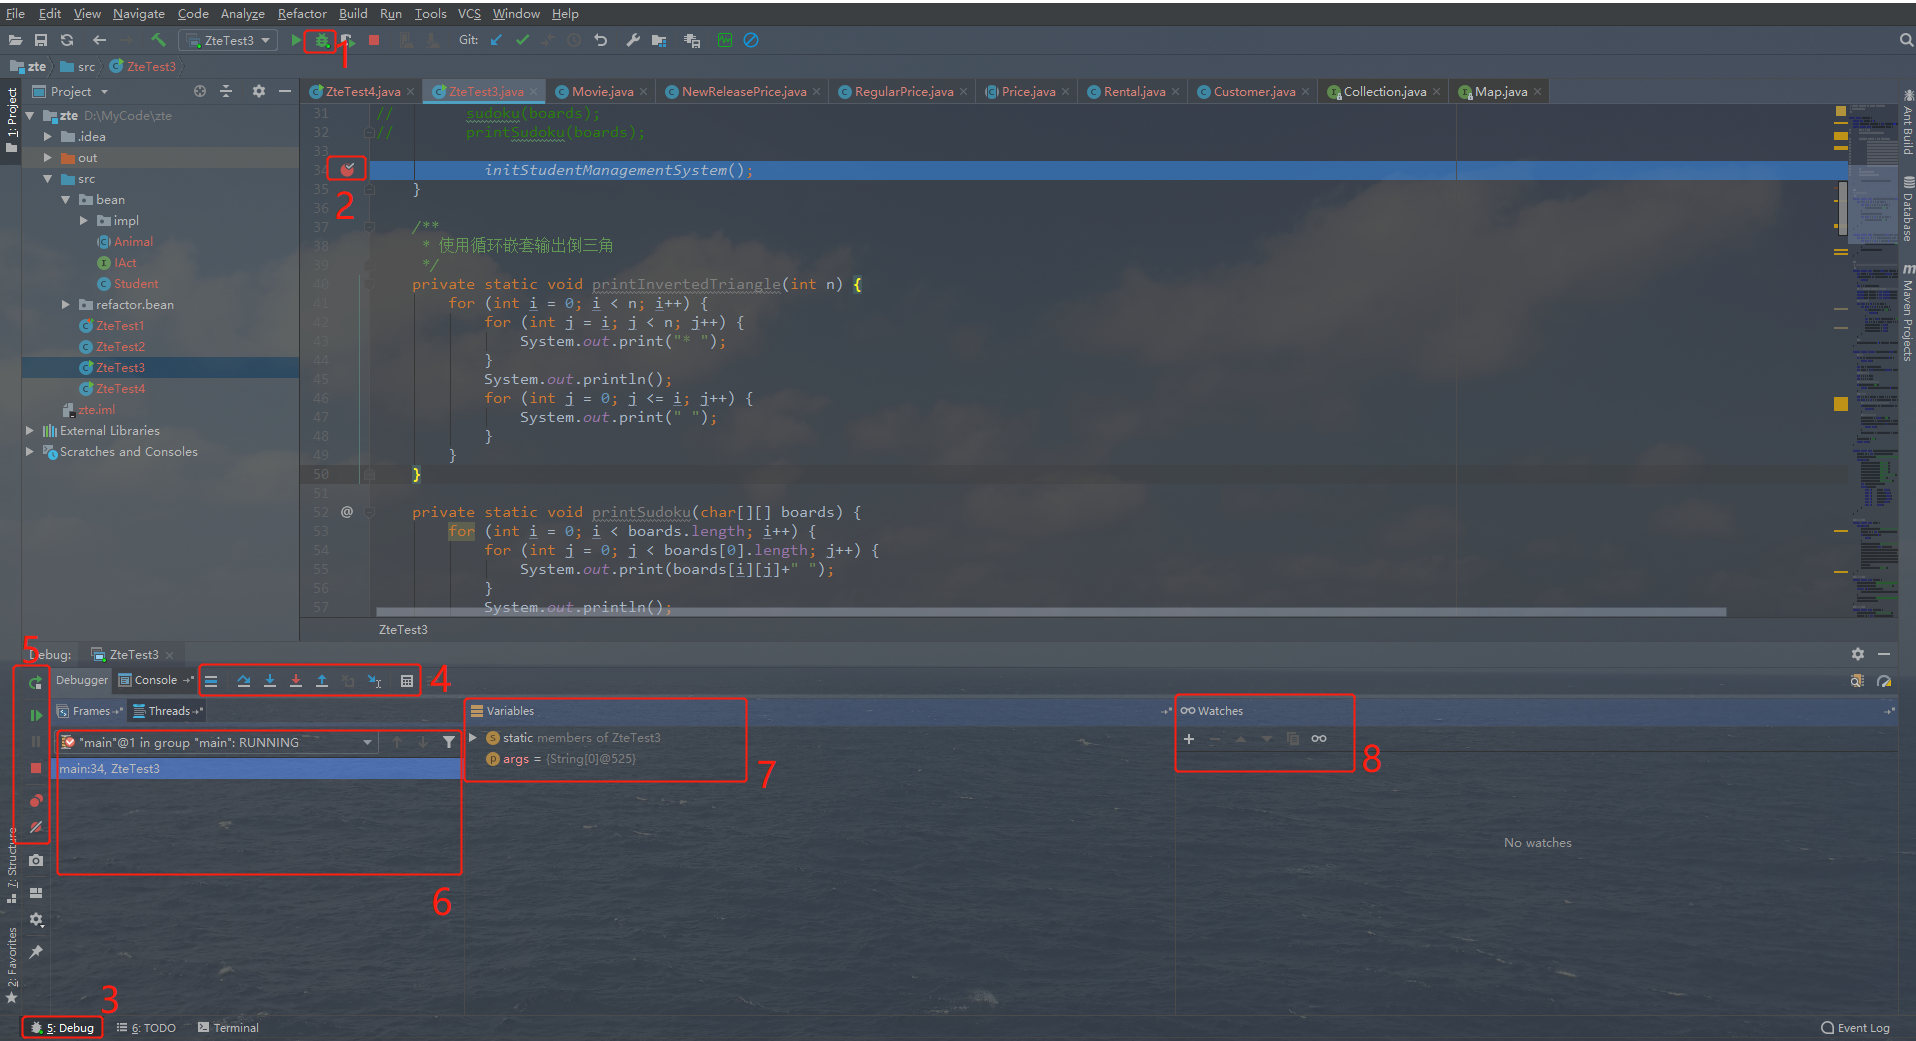 File Edit View Navigate Code Analyze Refactor Build Run Tools VCS Window Help
ZteTest3 Git:
1
zte src ZteTest3
1: Project
Project
ZteTest4.java ZteTest3.java Movie.java NewReleasePrice.java RegularPrice.java Price.java Rental.java Customer.java Collection.java Map.java
zte D:\MyCode\zte
.idea
out
src
bean
impl
Animal
IAct
Student
refactor.bean
ZteTest1
ZteTest2
ZteTest3
ZteTest4
zte.iml
External Libraries
Scratches and Consoles
31 // sudoku(boards);
32 // printSudoku(boards);
33
34 initStudentManagementSystem();
2
35 }
36
37 /**
38 * 使用循环嵌套输出倒三角
39 */
40 private static void printInvertedTriangle(int n) {
41 for (int i = 0; i < n; i++) {
42 for (int j = i; j < n; j++) {
43 System.out.print("* ");
44 }
45 System.out.println();
46 for (int j = 0; j <= i; j++) {
47 System.out.print(" ");
48 }
49 }
50 }
51
52 @ private static void printSudoku(char[][] boards) {
53 for (int i = 0; i < boards.length; i++) {
54 for (int j = 0; j < boards[0].length; j++) {
55 System.out.print(boards[i][j]+" ");
56 }
57 System.out.println();
ZteTest3
Ant Build
Database
Maven Projects
5
Debug: ZteTest3
Debugger Console
4
Frames Threads
"main"@1 in group "main": RUNNING
main:34, ZteTest3
6
Variables
static members of ZteTest3
args = {String[0]@525}
7
Watches
8
No watches
7: Structure
2: Favorites
3
5: Debug 6: TODO Terminal Event Log